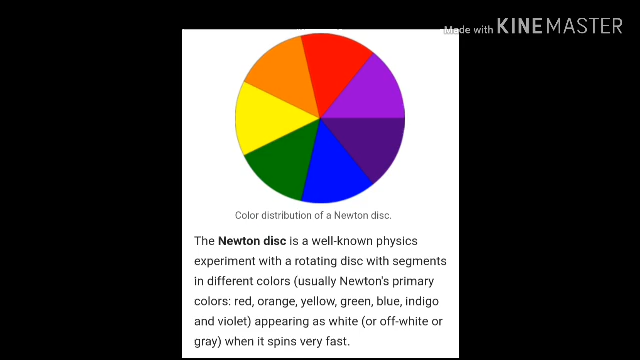 Made with KINEMASTER
Color distribution of a Newton disc.
The Newton disc is a well-known physics
experiment with a rotating disc with segments
in different colors (usually Newton's primary
colors: red, orange, yellow, green, blue, indigo
and violet) appearing as white (or off-white or
gray) when it spins very fast.